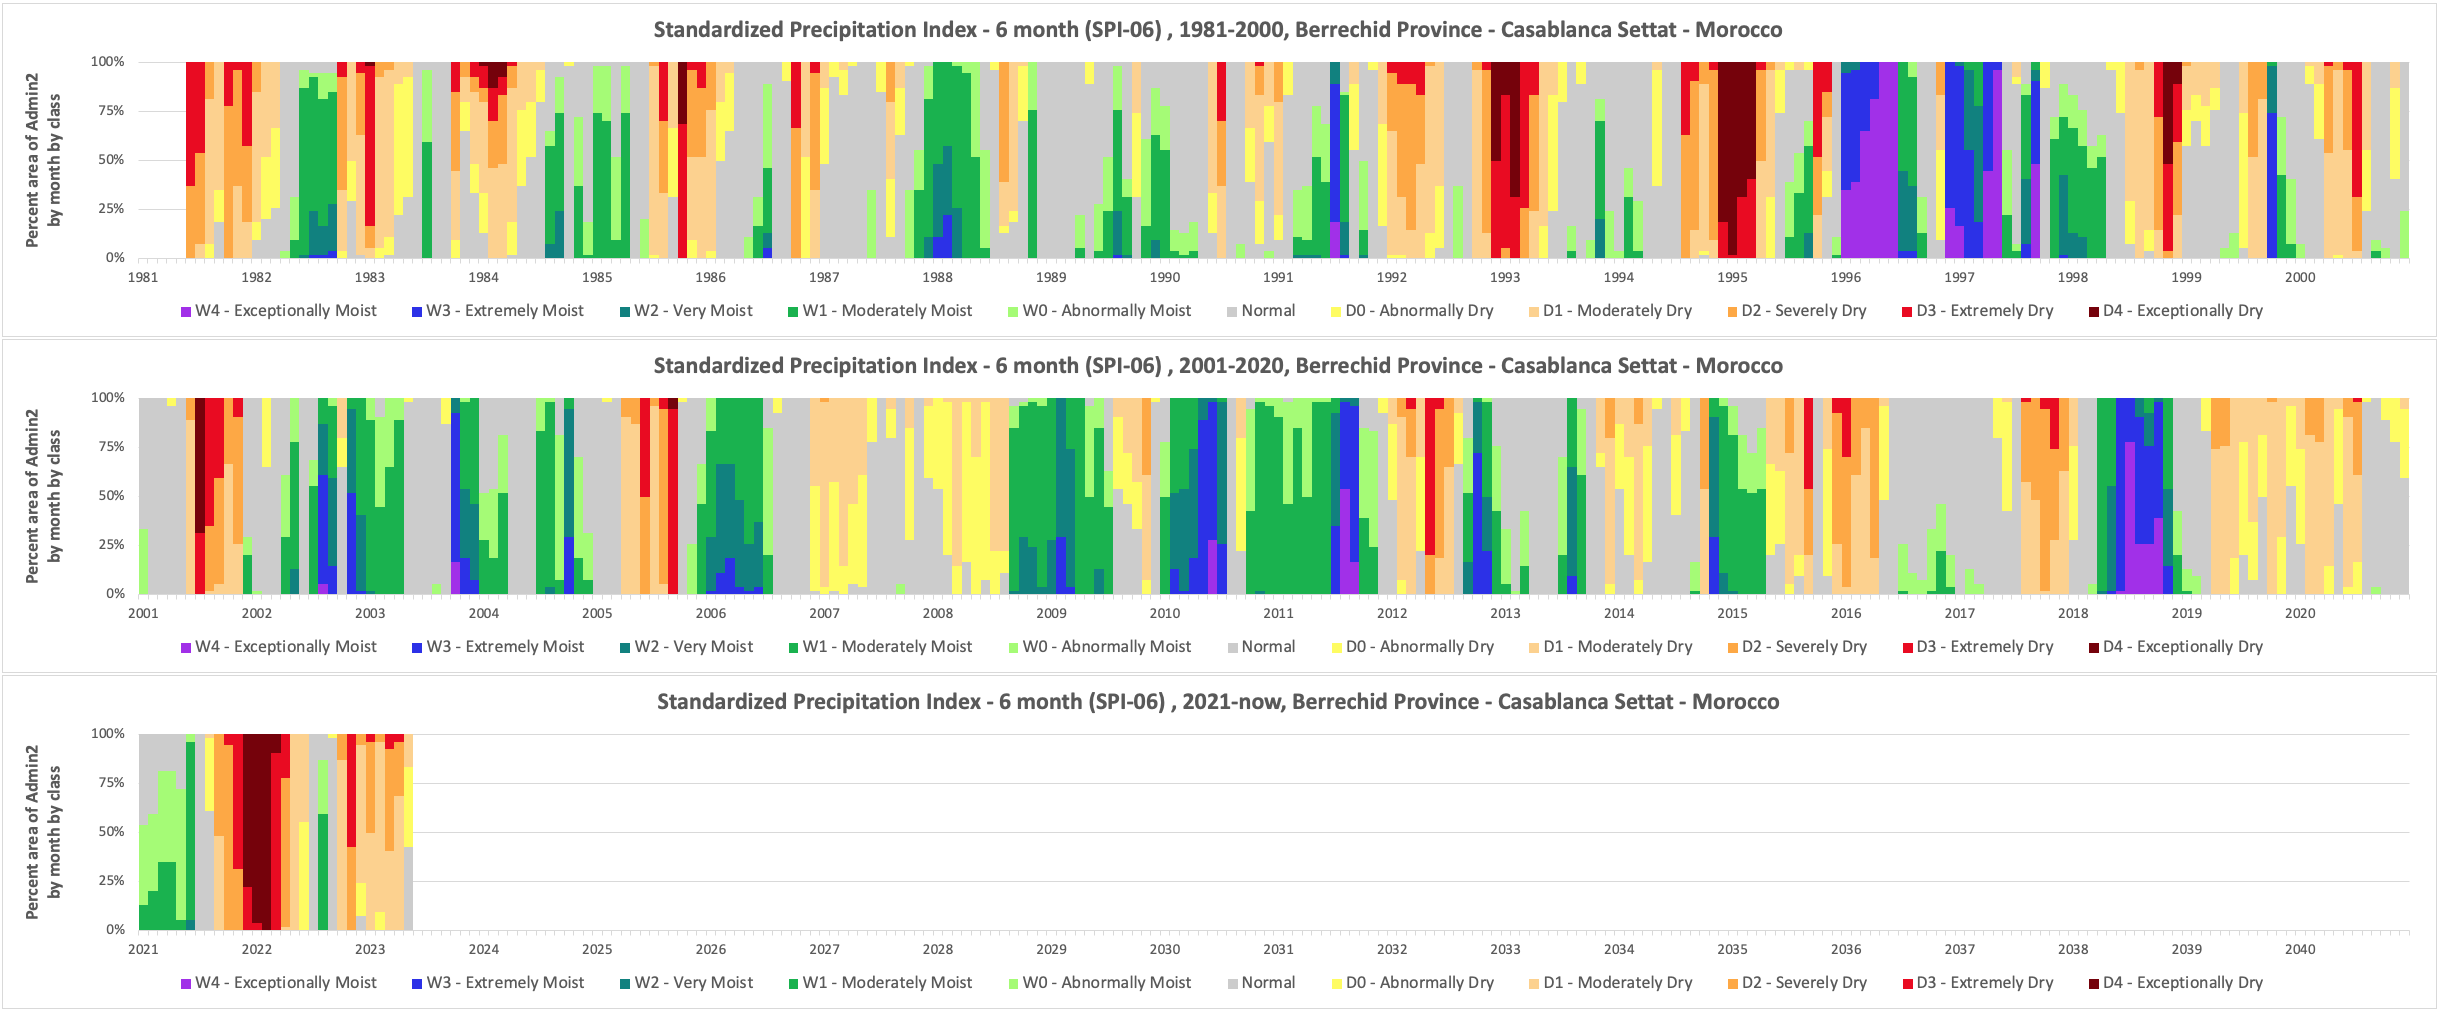 Standardized Precipitation Index - 6 month (SPI-06) , 1981-2000, Berrechid Province - Casablanca Settat - Morocco
Percent area of Admin2
by month by class
100%
75%
50%
25%
0%
1981 1982 1983 1984 1985 1986 1987 1988 1989 1990 1991 1992 1993 1994 1995 1996 1997 1998 1999 2000
W4 - Exceptionally Moist W3 - Extremely Moist W2 - Very Moist W1 - Moderately Moist W0 - Abnormally Moist Normal D0 - Abnormally Dry D1 - Moderately Dry D2 - Severely Dry D3 - Extremely Dry D4 - Exceptionally Dry
Standardized Precipitation Index - 6 month (SPI-06) , 2001-2020, Berrechid Province - Casablanca Settat - Morocco
Percent area of Admin2
by month by class
100%
75%
50%
25%
0%
2001 2002 2003 2004 2005 2006 2007 2008 2009 2010 2011 2012 2013 2014 2015 2016 2017 2018 2019 2020
W4 - Exceptionally Moist W3 - Extremely Moist W2 - Very Moist W1 - Moderately Moist W0 - Abnormally Moist Normal D0 - Abnormally Dry D1 - Moderately Dry D2 - Severely Dry D3 - Extremely Dry D4 - Exceptionally Dry
Standardized Precipitation Index - 6 month (SPI-06) , 2021-now, Berrechid Province - Casablanca Settat - Morocco
Percent area of Admin2
by month by class
100%
75%
50%
25%
0%
2021 2022 2023 2024 2025 2026 2027 2028 2029 2030 2031 2032 2033 2034 2035 2036 2037 2038 2039 2040
W4 - Exceptionally Moist W3 - Extremely Moist W2 - Very Moist W1 - Moderately Moist W0 - Abnormally Moist Normal D0 - Abnormally Dry D1 - Moderately Dry D2 - Severely Dry D3 - Extremely Dry D4 - Exceptionally Dry